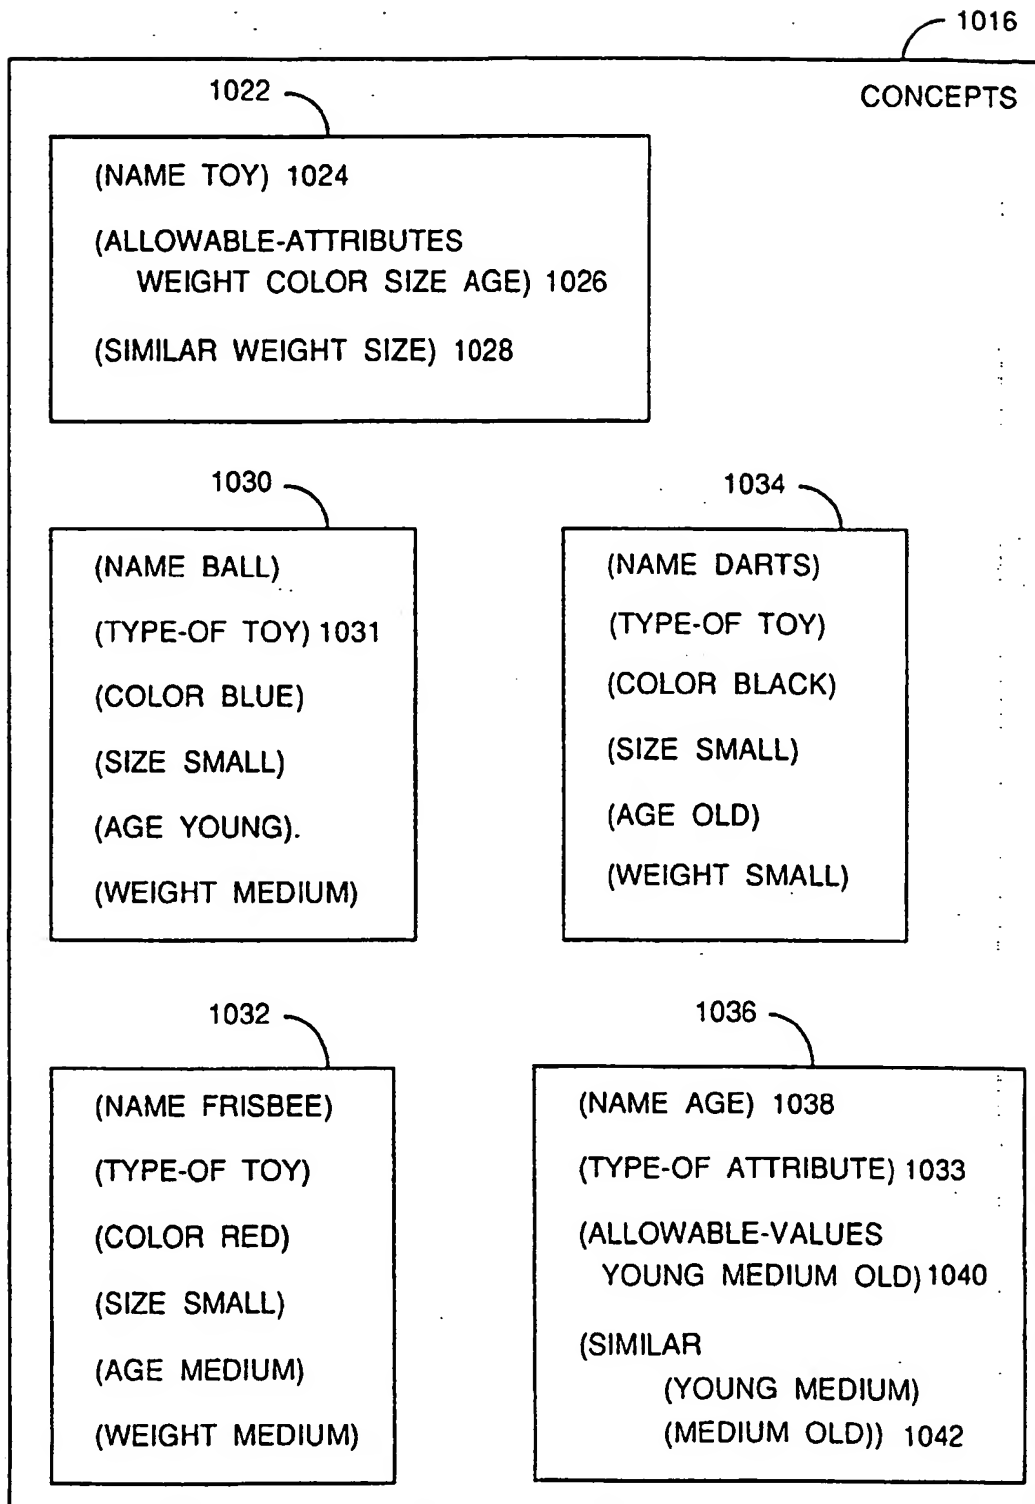 1016
CONCEPTS
1022
(NAME TOY) 1024
(ALLOWABLE-ATTRIBUTES
WEIGHT COLOR SIZE AGE) 1026
(SIMILAR WEIGHT SIZE) 1028
1030
(NAME BALL)
(TYPE-OF TOY) 1031
(COLOR BLUE)
(SIZE SMALL)
(AGE YOUNG).
(WEIGHT MEDIUM)
1034
(NAME DARTS)
(TYPE-OF TOY)
(COLOR BLACK)
(SIZE SMALL)
(AGE OLD)
(WEIGHT SMALL)
1032
(NAME FRISBEE)
(TYPE-OF TOY)
(COLOR RED)
(SIZE SMALL)
(AGE MEDIUM)
(WEIGHT MEDIUM)
1036
(NAME AGE) 1038
(TYPE-OF ATTRIBUTE) 1033
(ALLOWABLE-VALUES
YOUNG MEDIUM OLD) 1040
(SIMILAR
(YOUNG MEDIUM)
(MEDIUM OLD)) 1042